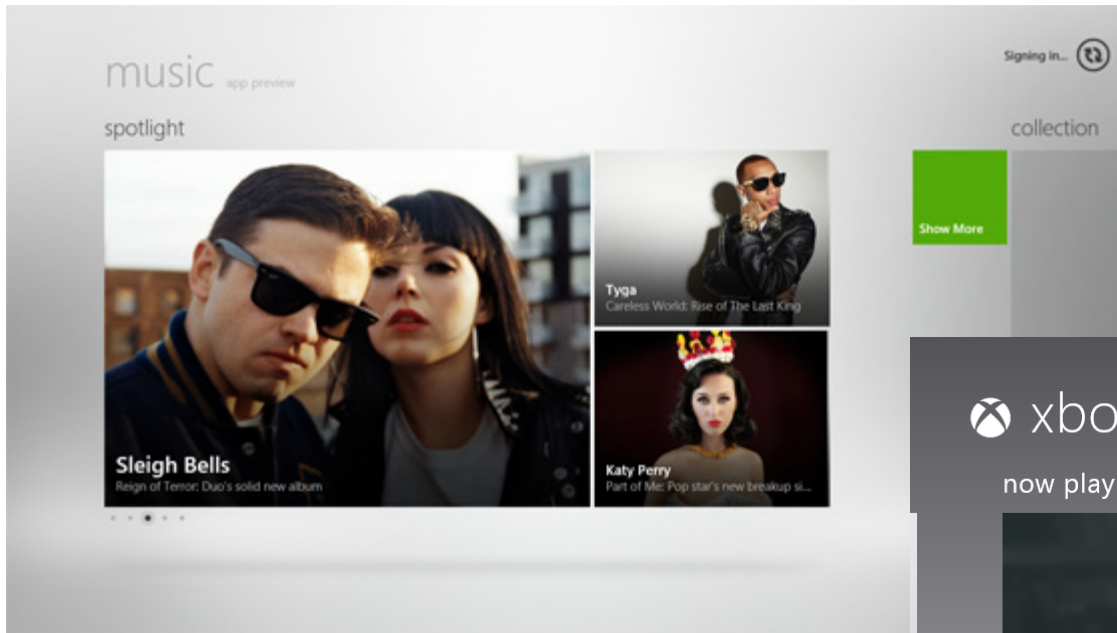 music app preview
Signing in...
spotlight
collection
Show More
Tyga
Careless World: Rise of The Last King
Sleigh Bells
Reign of Terror: Duo's solid new album
Katy Perry
Part of Me: Pop star's new breakup si...
xbo
now play